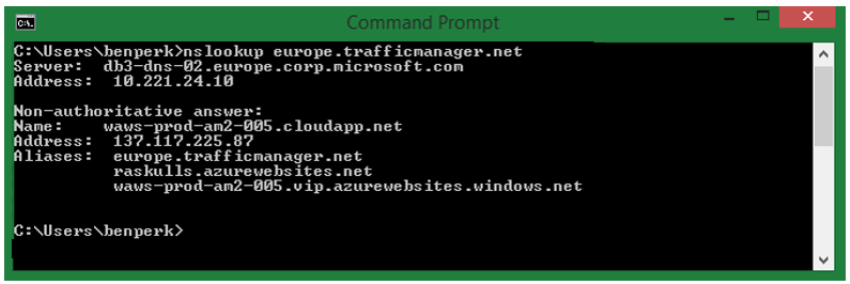 Command Prompt
C:\Users\benperk>nslookup europe.trafficmanager.net
Server:  db3-dns-02.europe.corp.microsoft.com
Address:  10.221.24.10
Non-authoritative answer:
Name:    waws-prod-am2-005.cloudapp.net
Address:  137.117.225.87
Aliases:  europe.trafficmanager.net
raskulls.azurewebsites.net
waws-prod-am2-005.vip.azurewebsites.windows.net
C:\Users\benperk>